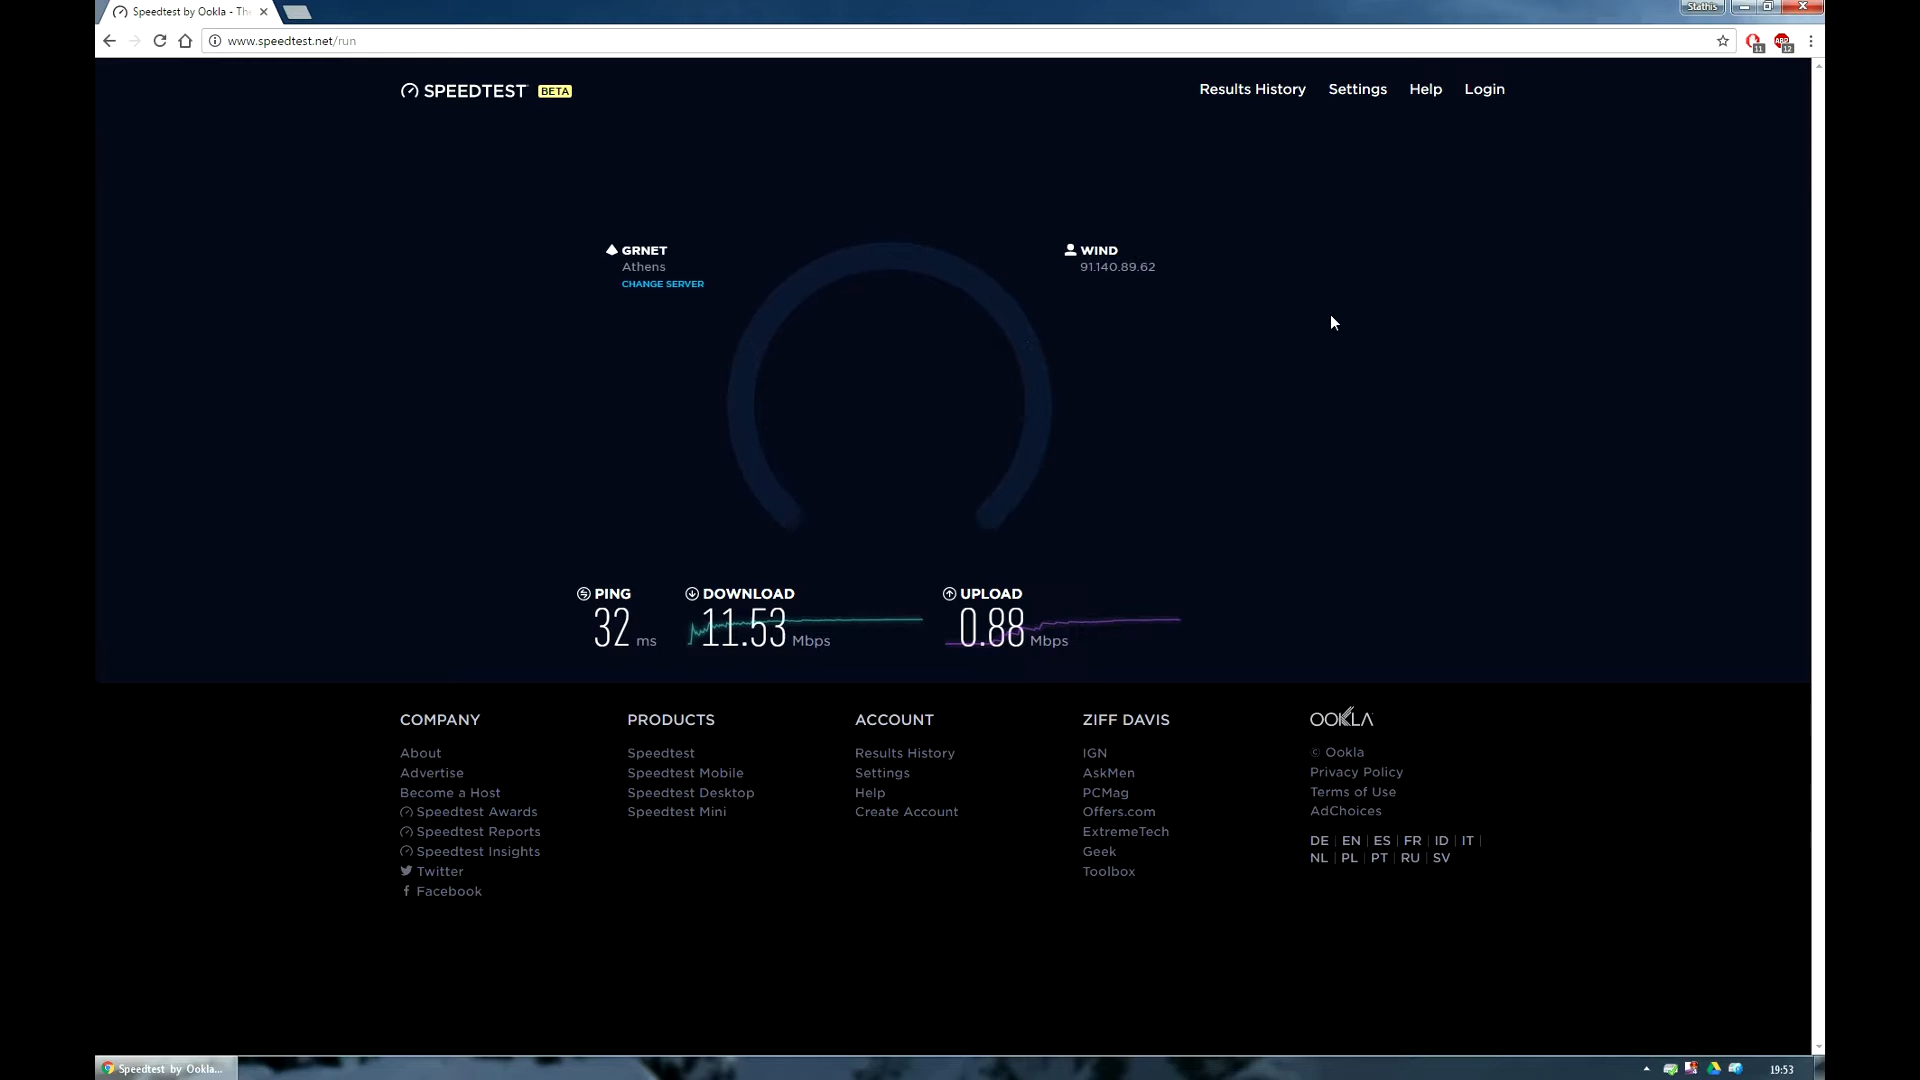 Speedtest by Ookla - Th
Stathis
www.speedtest.net/run
11
ABP
12
SPEEDTEST BETA
Results History Settings Help Login
GRNET
Athens
CHANGE SERVER
WIND
91.140.89.62
PING
32 ms
DOWNLOAD
11.53 Mbps
UPLOAD
0.88 Mbps
COMPANY
About
Advertise
Become a Host
Speedtest Awards
Speedtest Reports
Speedtest Insights
Twitter
Facebook
PRODUCTS
Speedtest
Speedtest Mobile
Speedtest Desktop
Speedtest Mini
ACCOUNT
Results History
Settings
Help
Create Account
ZIFF DAVIS
IGN
AskMen
PCMag
Offers.com
ExtremeTech
Geek
Toolbox
OOKLA
© Ookla
Privacy Policy
Terms of Use
AdChoices
DE | EN | ES | FR | ID | IT |
NL | PL | PT | RU | SV
Speedtest by Ookla...
19:53